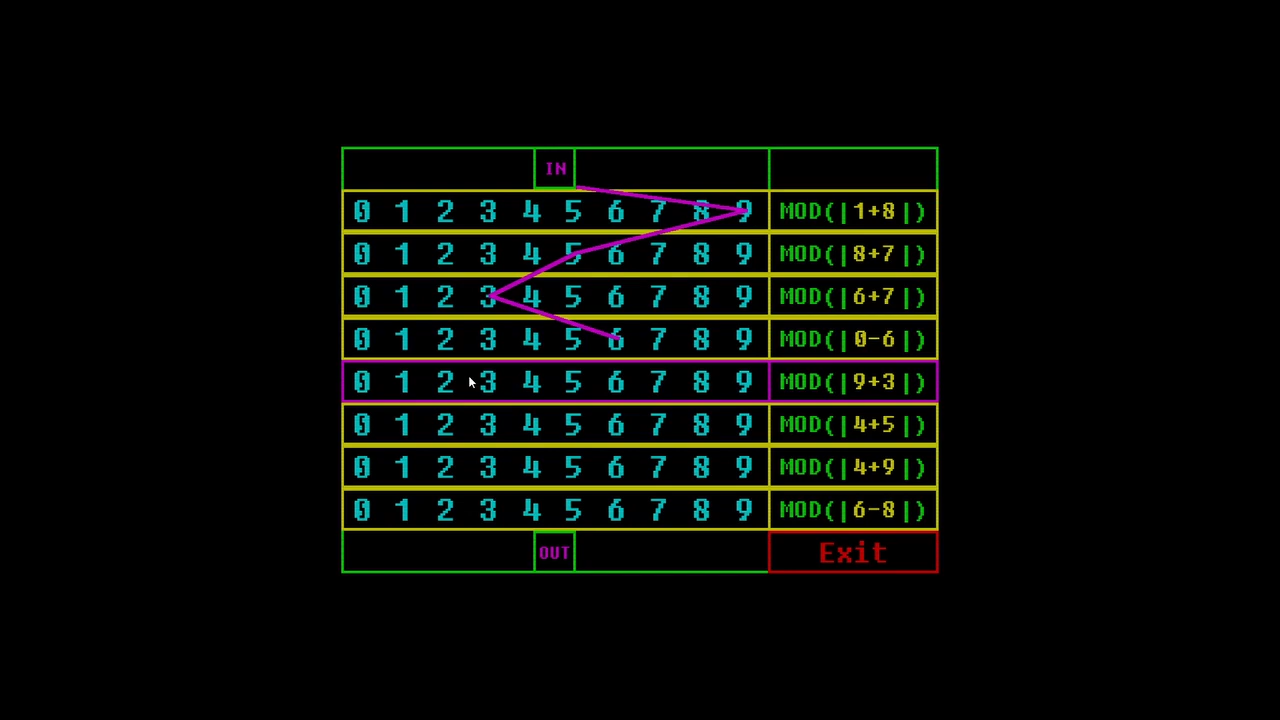 IN
0 1 2 3 4 5 6 7 8 9 MOD(|1+8|)
0 1 2 3 4 5 6 7 8 9 MOD(|8+7|)
0 1 2 3 4 5 6 7 8 9 MOD(|6+7|)
0 1 2 3 4 5 6 7 8 9 MOD(|0-6|)
0 1 2 3 4 5 6 7 8 9 MOD(|9+3|)
0 1 2 3 4 5 6 7 8 9 MOD(|4+5|)
0 1 2 3 4 5 6 7 8 9 MOD(|4+9|)
0 1 2 3 4 5 6 7 8 9 MOD(|6-8|)
OUT Exit